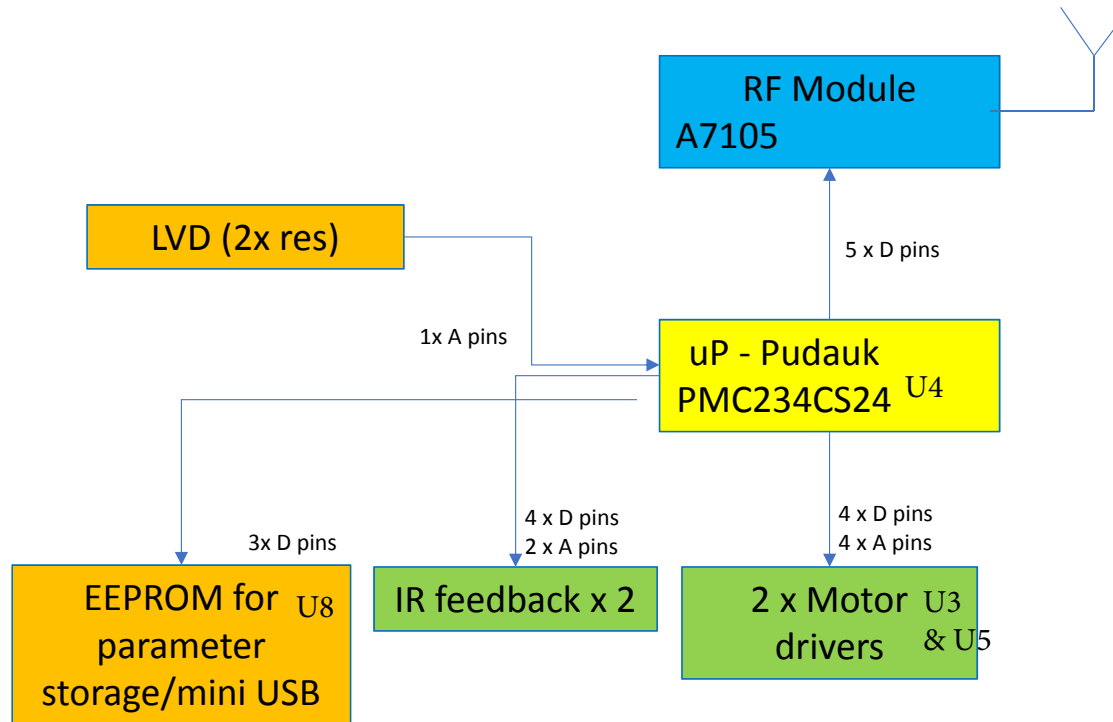 RF Module
A7105
LVD (2x res)
5 x D pins
1x A pins
uP - Pudauk
PMC234CS24 U4
4 x D pins
2 x A pins
4 x D pins
4 x A pins
3x D pins
EEPROM for U8
parameter
storage/mini USB
IR feedback x 2
2 x Motor U3
drivers & U5